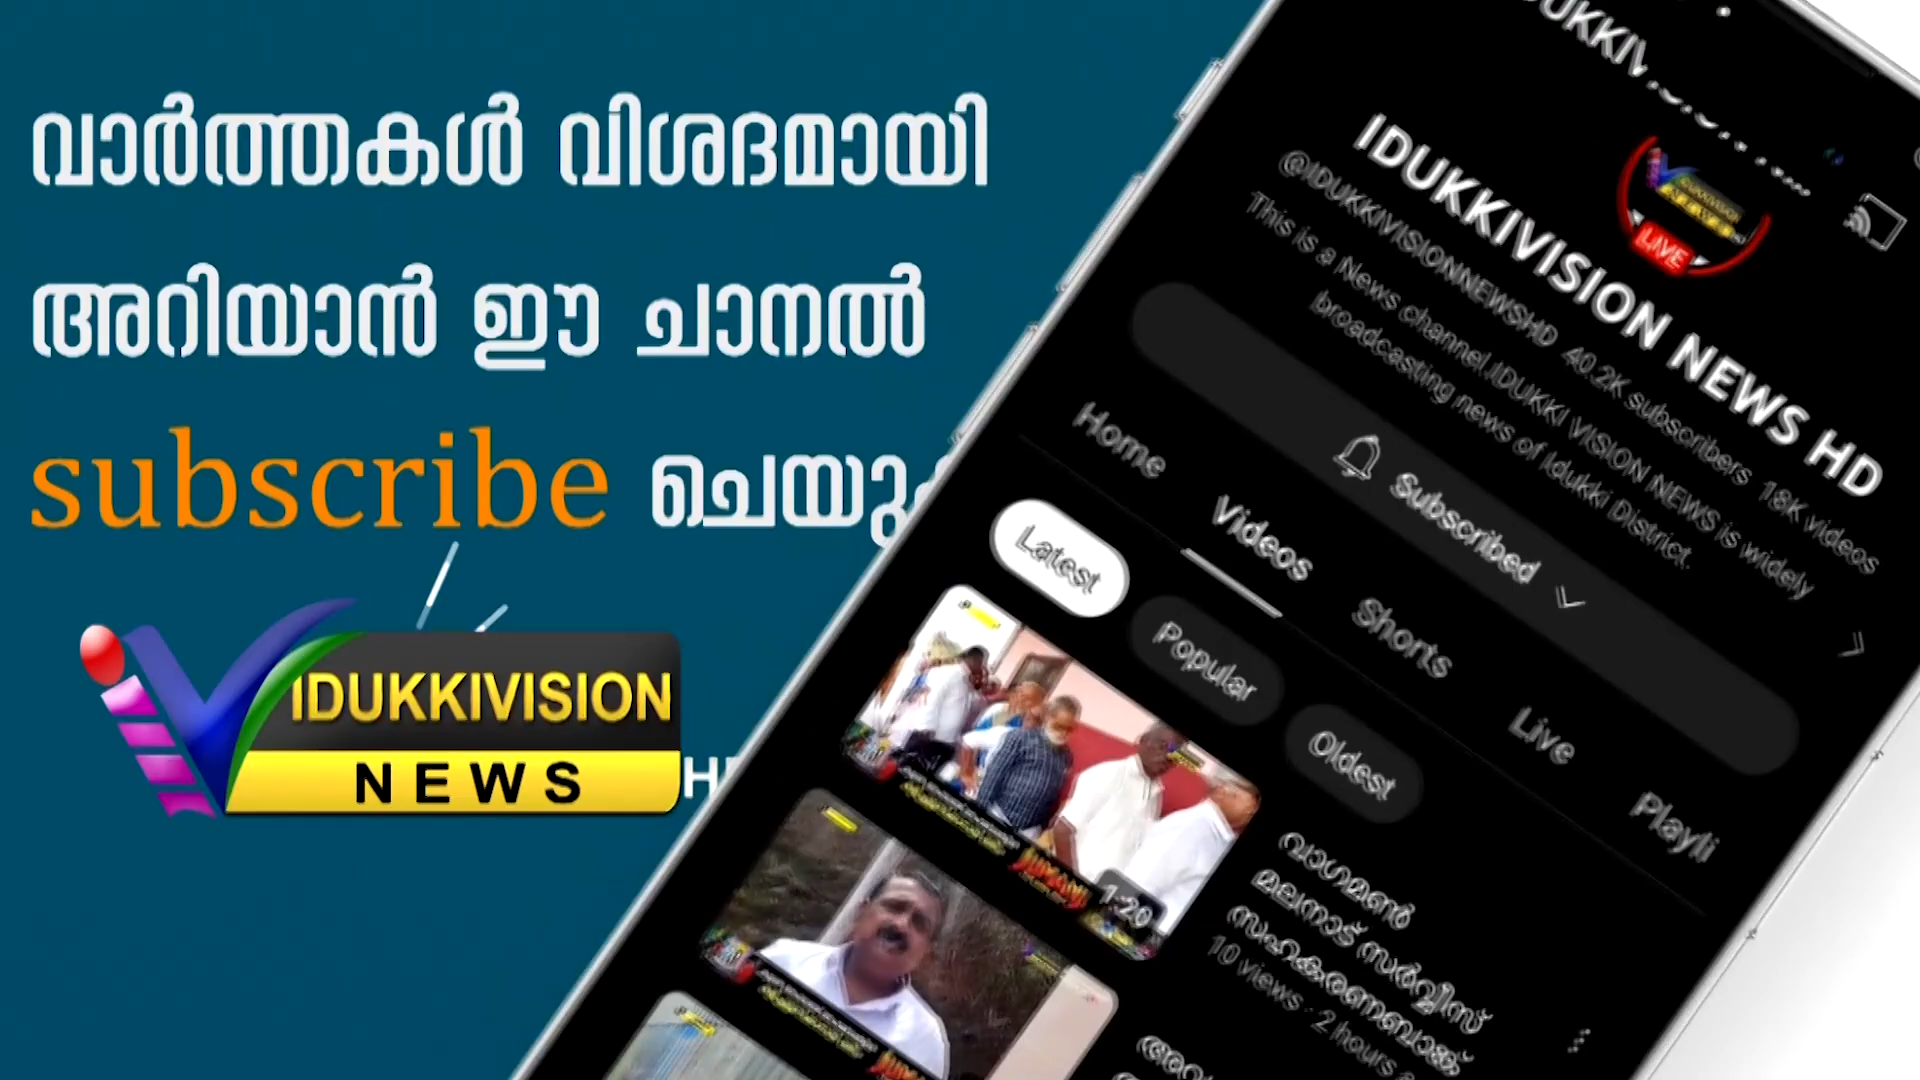 വാർത്തകൾ വിശദമായി
അറിയാൻ ഈ ചാനൽ
subscribe
IDUKKIVISION
NEWS
IDUKKIVISION NEWS HD
@IDUKKIVISIONNEWSHD 40.2K subscribers 18K videos
This is a News channel.IDUKKI VISION NEWS is widely
broadcasting news of Idukki District.
Subscribed
Home Videos Shorts Live Playli
Latest Popular Oldest
IDUKKIVISION
LIVE
1:20
വാഗമൺ
മലനാട് സർവ്വീസ്
സഹകരണബാങ്ക്
10 views · 2 hours